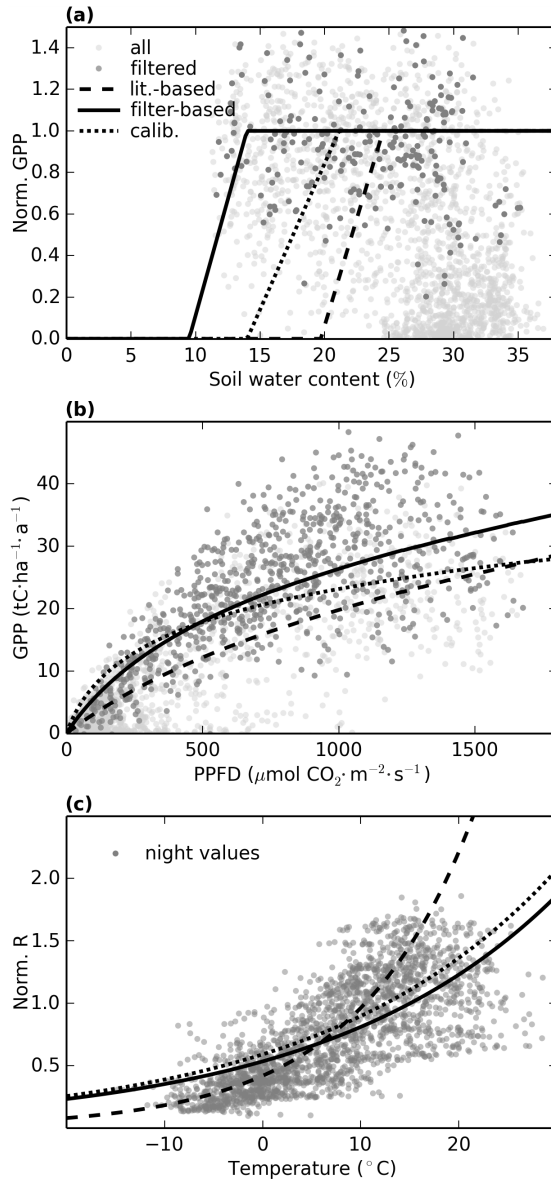 (a)
1.4
1.2
1.0
0.8
0.6
0.4
0.2
0.0
Norm. GPP
all
filtered
lit.-based
filter-based
calib.
0 5 10 15 20 25 30 35
Soil water content (%)
(b)
40
30
20
10
0
GPP (tC·ha⁻¹·a⁻¹)
0 500 1000 1500
PPFD (μmol CO₂·m⁻²·s⁻¹)
(c)
2.0
1.5
1.0
0.5
Norm. R
night values
−10 0 10 20
Temperature (°C)